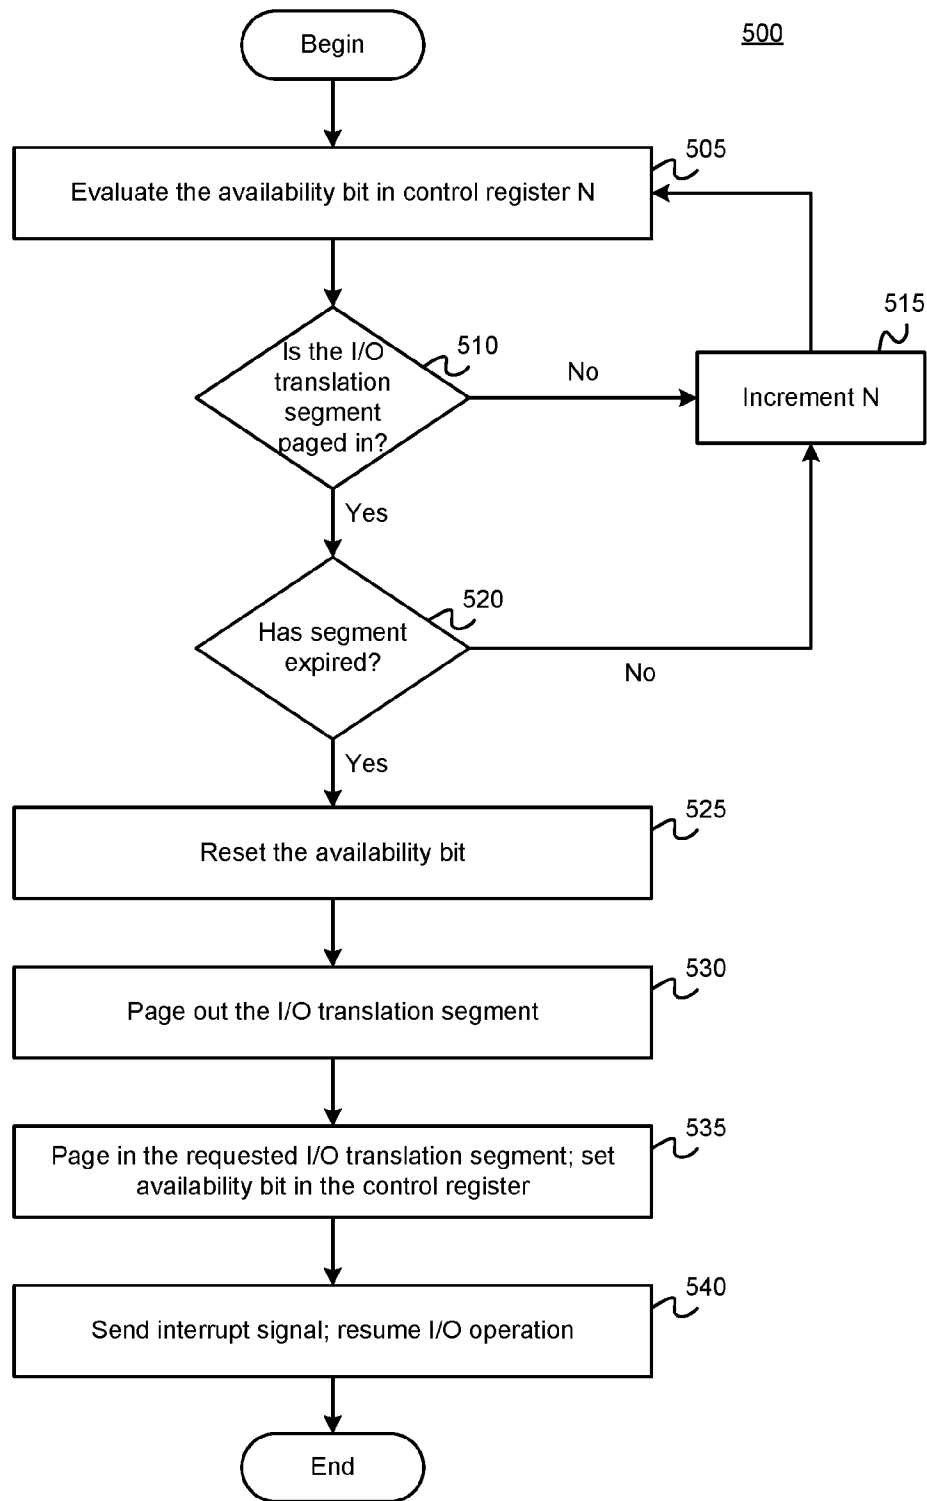 Begin
500
505
Evaluate the availability bit in control register N
515
510
Is the I/O
translation
segment
paged in?
No
Increment N
Yes
520
Has segment
expired?
No
Yes
525
Reset the availability bit
530
Page out the I/O translation segment
535
Page in the requested I/O translation segment; set
availability bit in the control register
540
Send interrupt signal; resume I/O operation
End